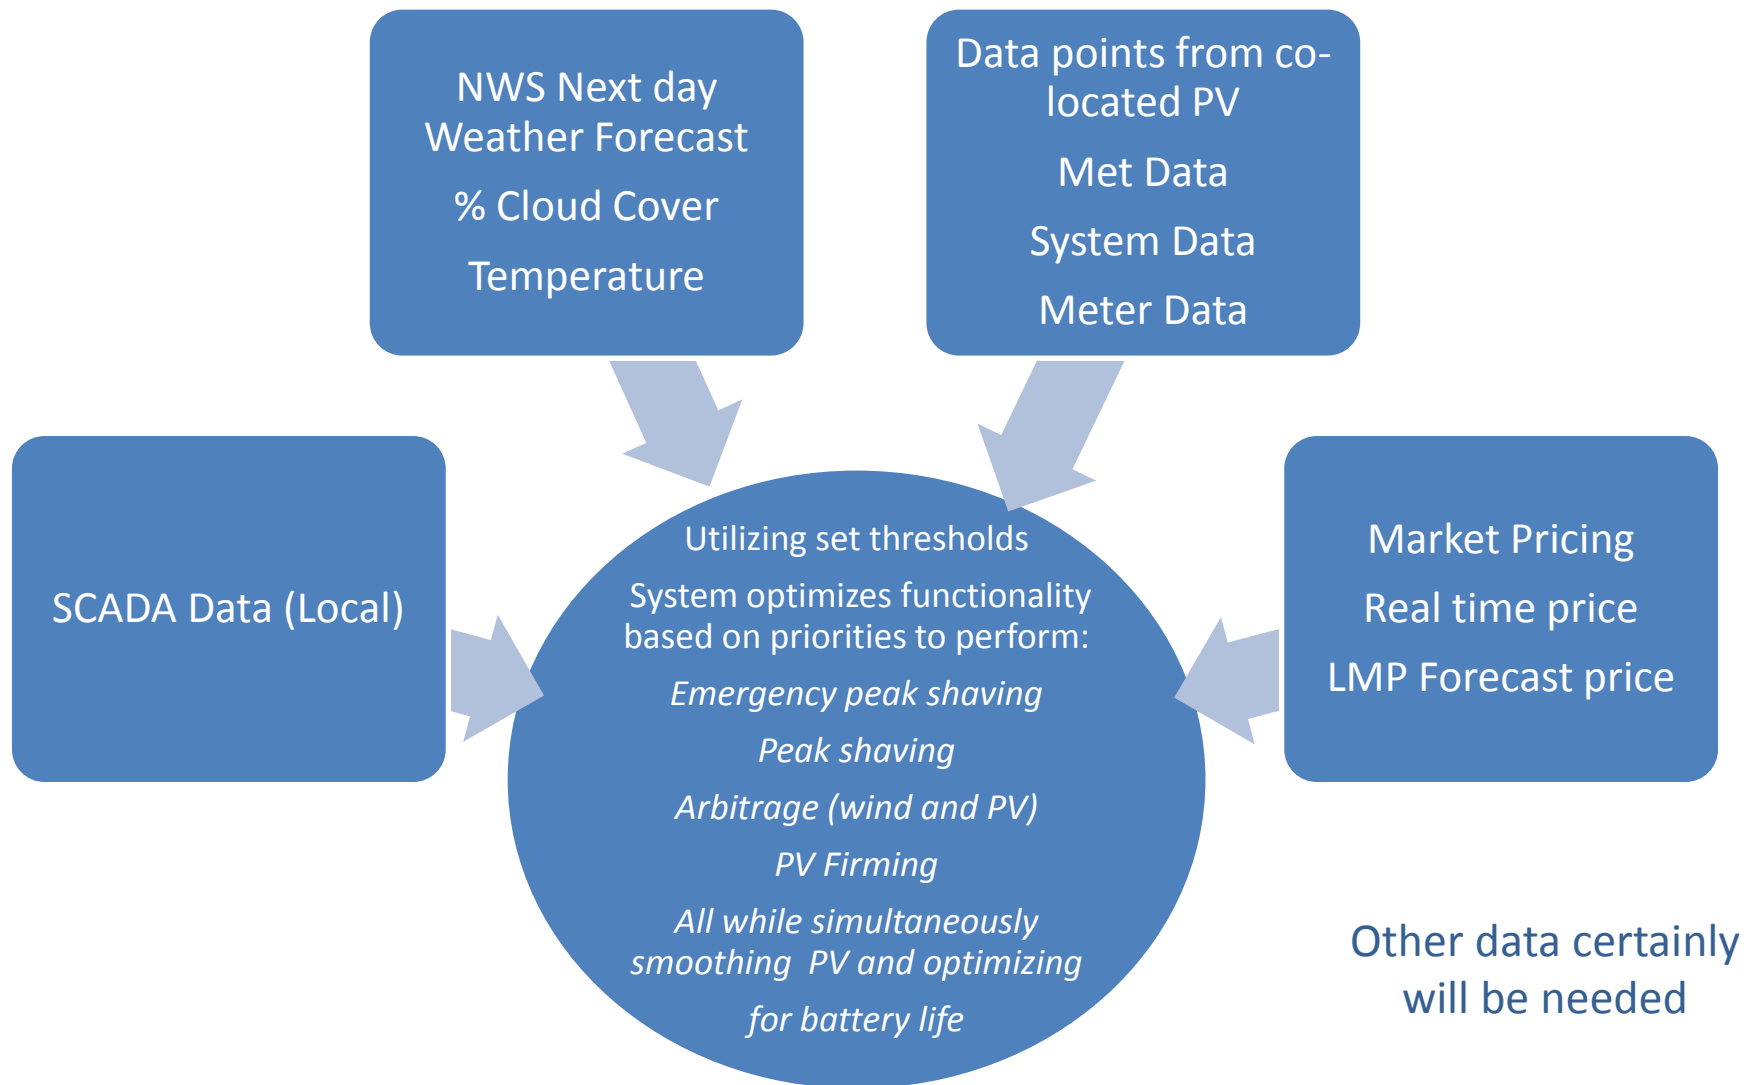 NWS Next day
Weather Forecast
% Cloud Cover
Temperature
Data points from co-
located PV
Met Data
System Data
Meter Data
SCADA Data (Local)
Utilizing set thresholds
System optimizes functionality
based on priorities to perform:
Emergency peak shaving
Peak shaving
Arbitrage (wind and PV)
PV Firming
All while simultaneously
smoothing PV and optimizing
for battery life
Market Pricing
Real time price
LMP Forecast price
Other data certainly
will be needed